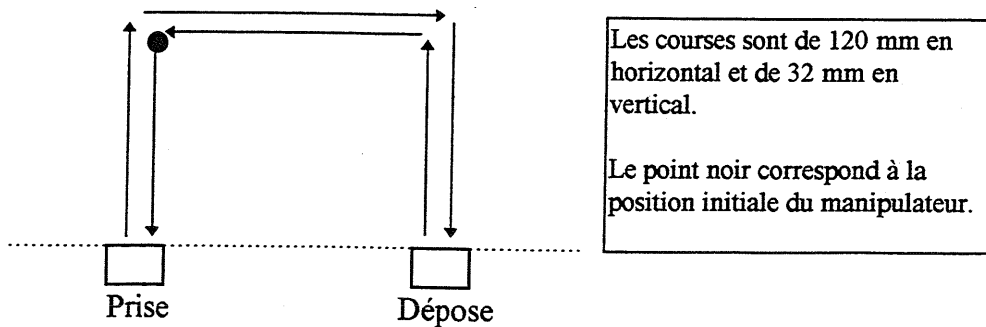 Les courses sont de 120 mm en
horizontal et de 32 mm en
vertical.
Le point noir correspond à la
position initiale du manipulateur.
Prise
Dépose